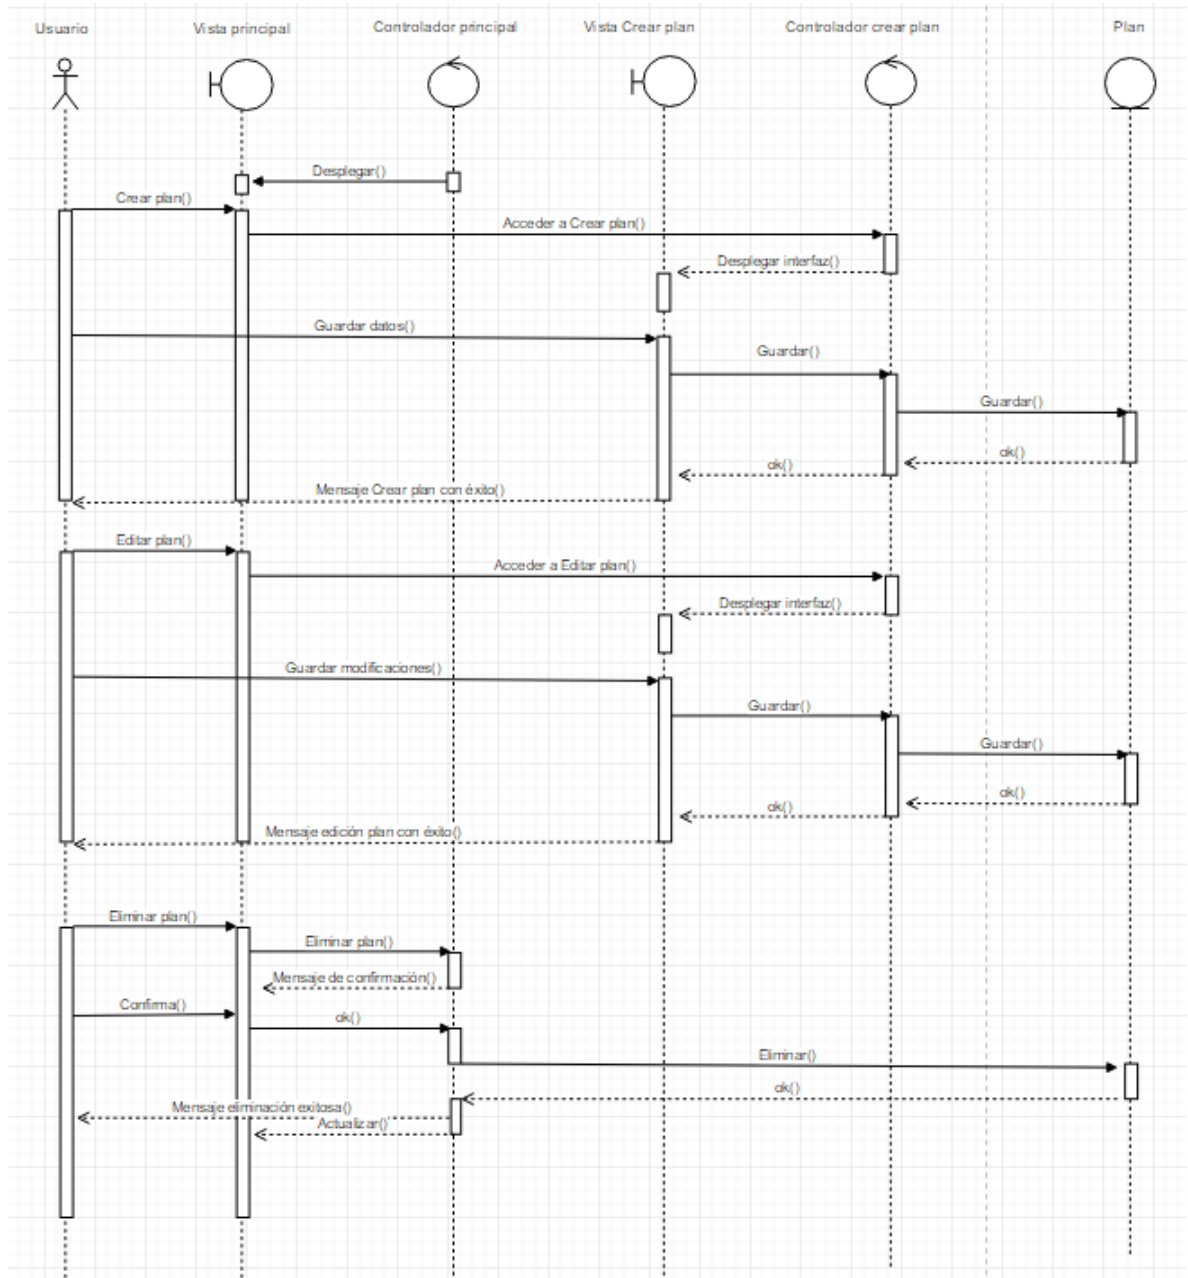 Usuario
Vista principal
Controlador principal
Vista Crear plan
Controlador crear plan
Plan
Desplegar()
Crear plan()
Acceder a Crear plan()
Desplegar interfaz()
Guardar datos()
Guardar()
Guardar()
ok()
ok()
Mensaje Crear plan con éxito()
Editar plan()
Acceder a Editar plan()
Desplegar interfaz()
Guardar modificaciones()
Guardar()
Guardar()
ok()
ok()
Mensaje edición plan con éxito()
Eliminar plan()
Eliminar plan()
Mensaje de confirmación()
Confirma()
ok()
Eliminar()
ok()
Mensaje eliminación exitosa()
Actualizar()